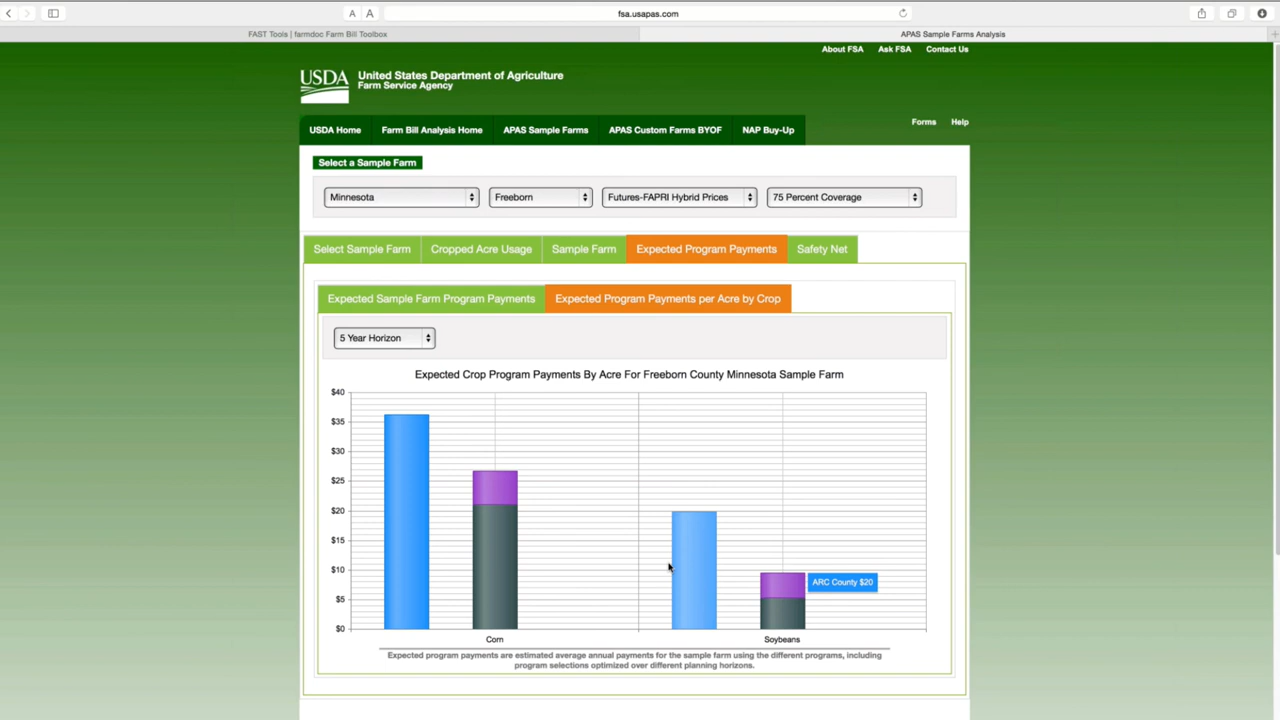 A A
fsa.usapas.com
FAST Tools | farmdoc Farm Bill Toolbox
APAS Sample Farms Analysis
About FSA Ask FSA Contact Us
USDA
United States Department of Agriculture
Farm Service Agency
Forms Help
USDA Home Farm Bill Analysis Home APAS Sample Farms APAS Custom Farms BYOF NAP Buy-Up
Select a Sample Farm
Minnesota Freeborn Futures-FAPRI Hybrid Prices 75 Percent Coverage
Select Sample Farm Cropped Acre Usage Sample Farm Expected Program Payments Safety Net
Expected Sample Farm Program Payments Expected Program Payments per Acre by Crop
5 Year Horizon
Expected Crop Program Payments By Acre For Freeborn County Minnesota Sample Farm
$40
$35
$30
$25
$20
$15
$10
ARC County $20
$5
$0
Corn Soybeans
Expected program payments are estimated average annual payments for the sample farm using the different programs, including
program selections optimized over different planning horizons.